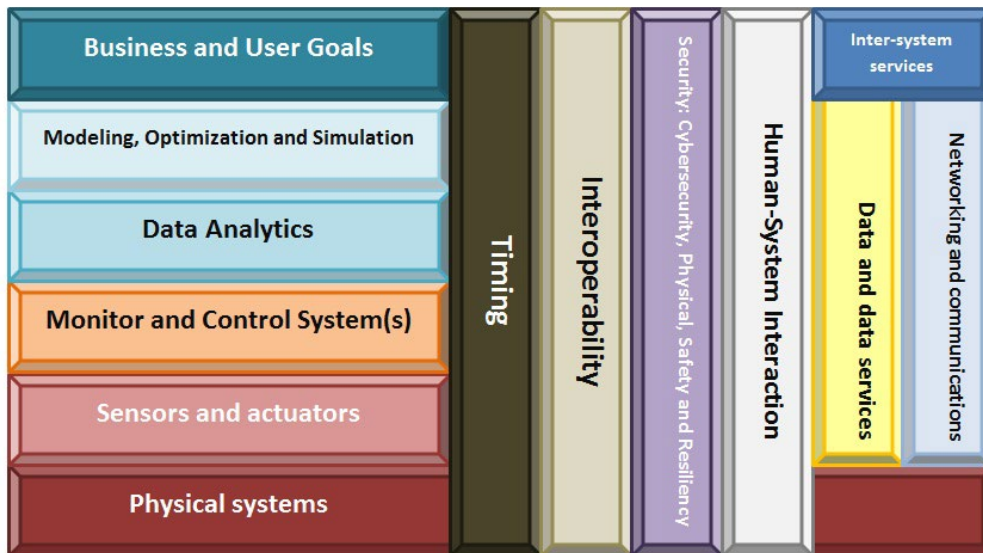 Business and User Goals
Modeling, Optimization and Simulation
Data Analytics
Monitor and Control System(s)
Sensors and actuators
Physical systems
Timing
Interoperability
Security: Cybersecurity, Physical, Safety and Resiliency
Human-System Interaction
Inter-system
services
Data and data services
Networking and communications